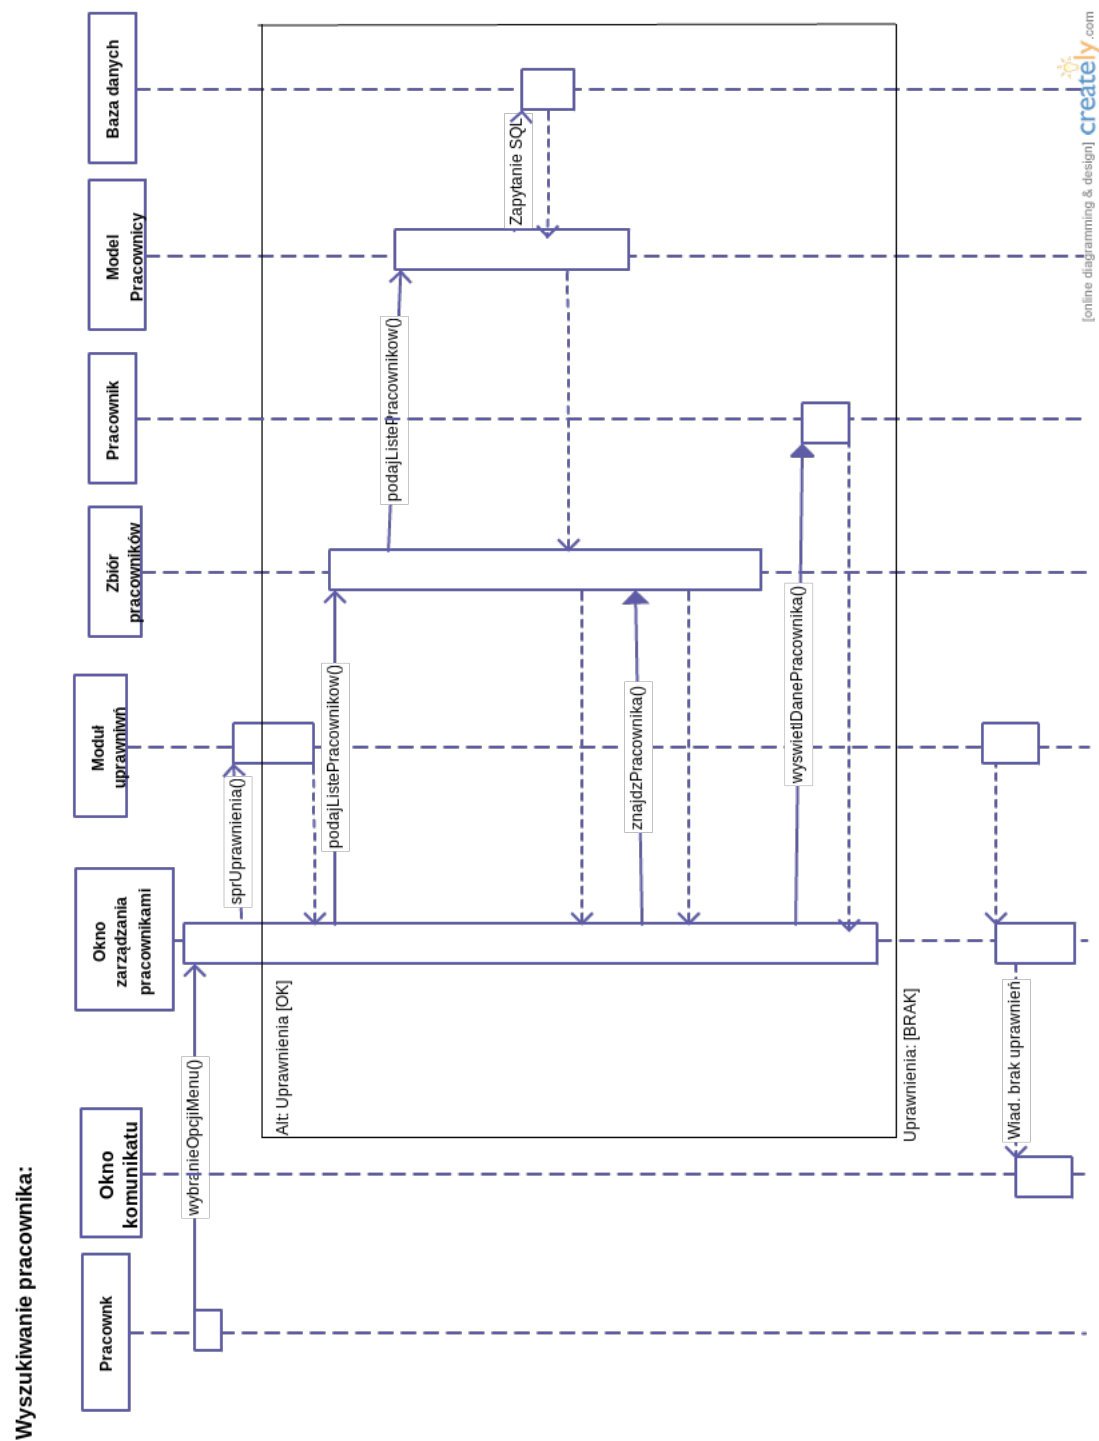 Wyszukiwanie pracownika:
Pracownk
Okno
komunikatu
Okno
zarządzania
pracownikami
Moduł
uprawniwń
Zbiór
pracowników
Pracownik
Model
Pracownicy
Baza danych
wybranieOpcjiMenu()
sprUprawnienia()
Alt: Uprawnienia [OK]
podajListePracownikow()
podajListePracownikow()
Zapytanie SQL
znajdzPracownika()
wyswietlDanePracownika()
Uprawnienia: [BRAK]
Wiad. brak uprawnień
[online diagramming & design] creately.com